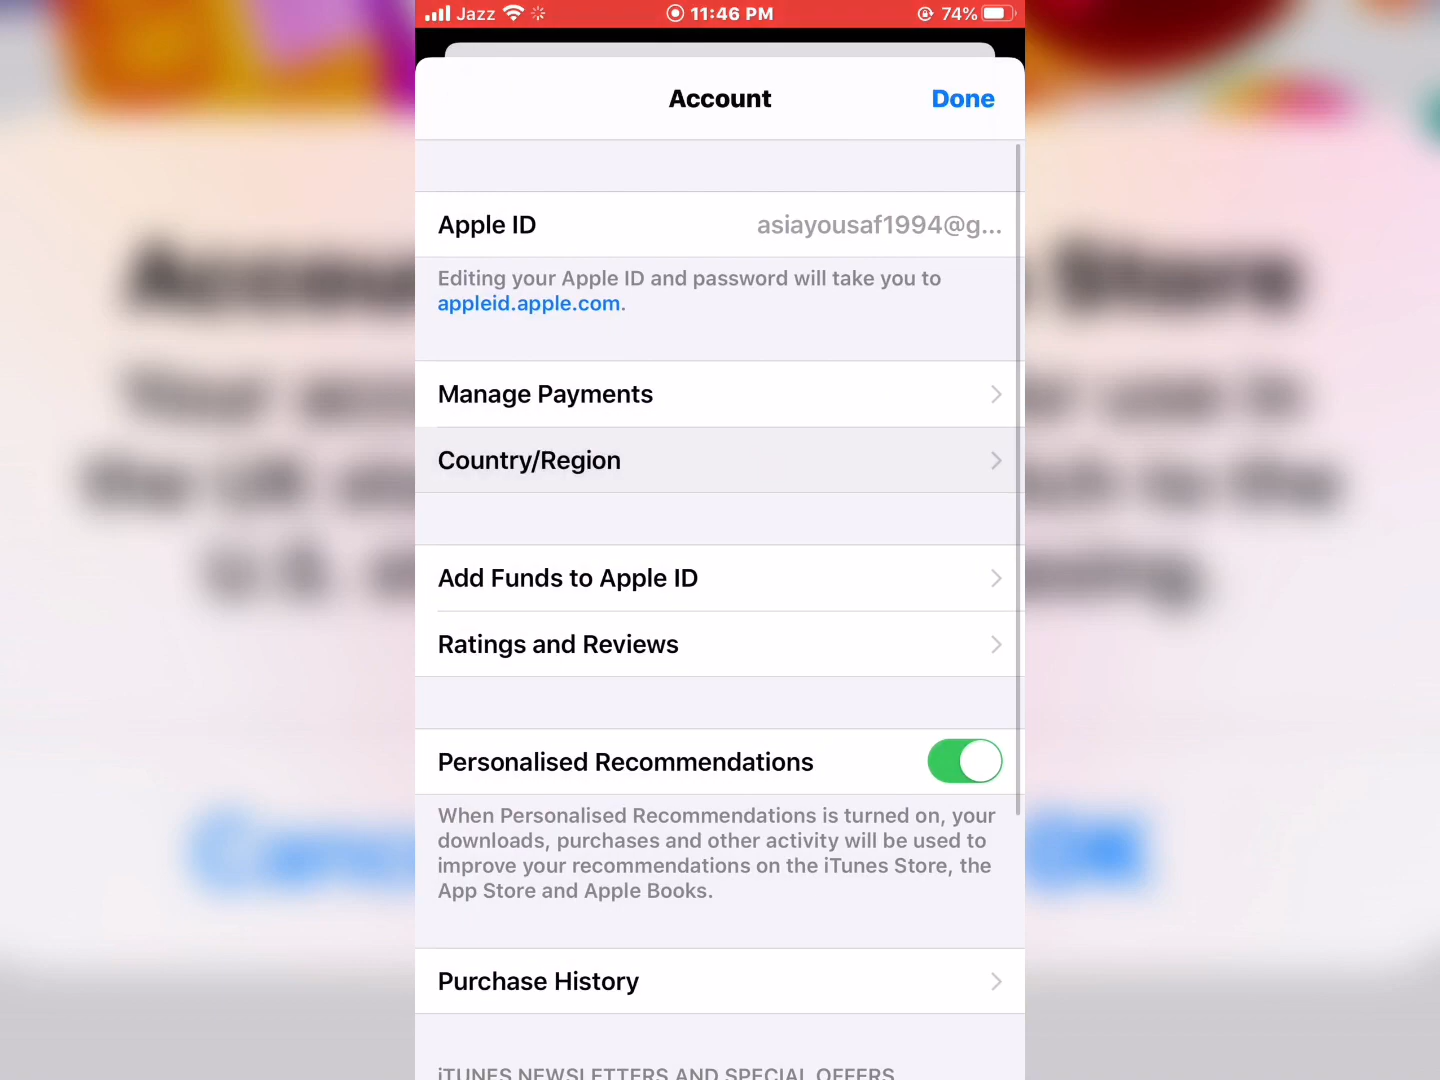 Jazz 11:46 PM 74%
Account Done
Apple ID asiayousaf1994@g...
Editing your Apple ID and password will take you to
appleid.apple.com.
Manage Payments
Country/Region
Add Funds to Apple ID
Ratings and Reviews
Personalised Recommendations
When Personalised Recommendations is turned on, your
downloads, purchases and other activity will be used to
improve your recommendations on the iTunes Store, the
App Store and Apple Books.
Purchase History
iTUNES NEWSLETTERS AND SPECIAL OFFERS